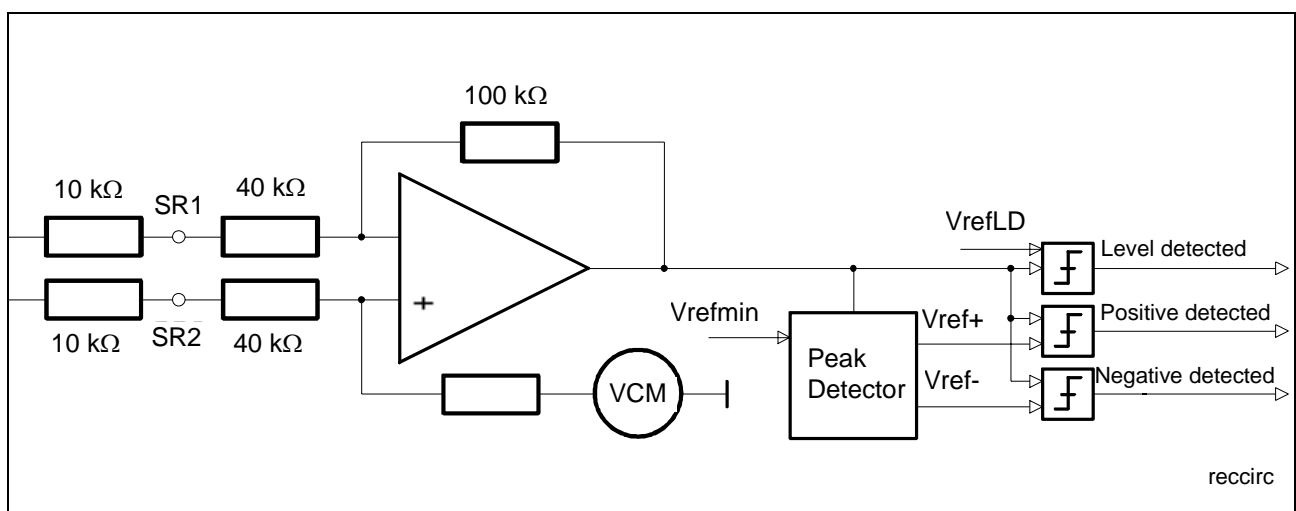 100 kΩ
10 kΩ
SR1
40 kΩ
VrefLD
Level detected
+
10 kΩ
SR2
40 kΩ
Vrefmin
Vref+
Positive detected
Peak
Detector
Vref-
Negative detected
VCM
reccirc